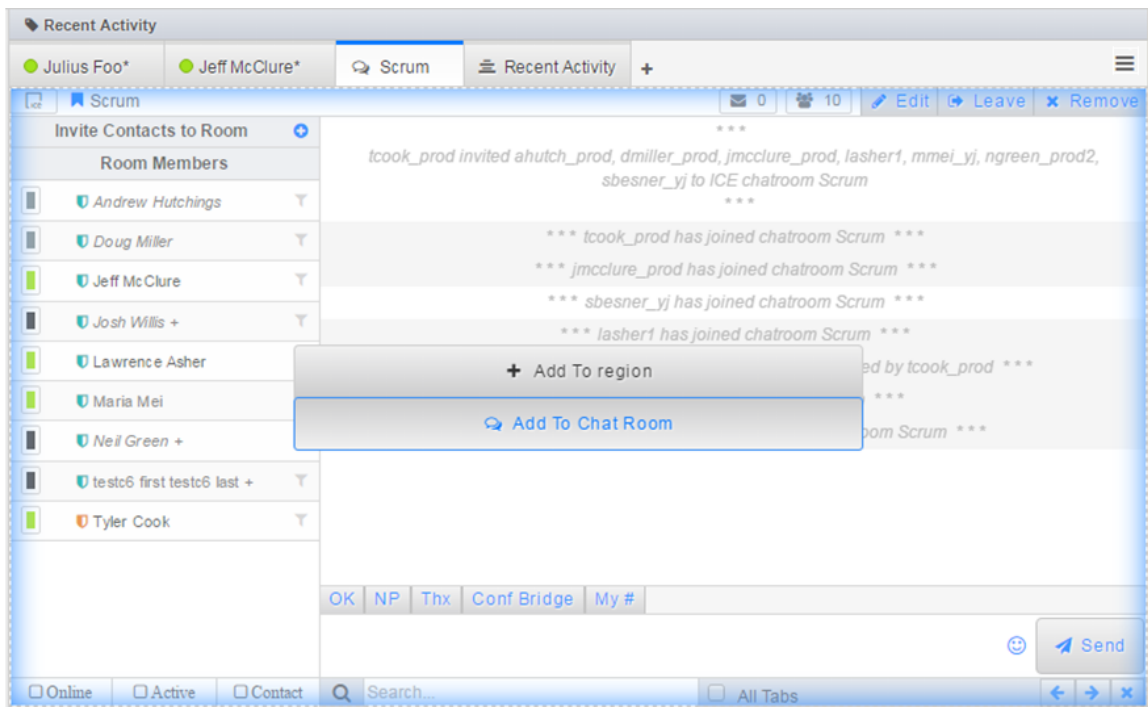 Recent Activity
Julius Foo* Jeff McClure* Scrum Recent Activity +
ICE Scrum 0 10 Edit Leave Remove
Invite Contacts to Room
Room Members
Andrew Hutchings
Doug Miller
Jeff McClure
Josh Willis +
Lawrence Asher
Maria Mei
Neil Green +
testc6 first testc6 last +
Tyler Cook
* * *
tcook_prod invited ahutch_prod, dmiller_prod, jmcclure_prod, lasher1, mmei_yj, ngreen_prod2,
sbesner_yj to ICE chatroom Scrum
* * *
* * * tcook_prod has joined chatroom Scrum * * *
* * * jmcclure_prod has joined chatroom Scrum * * *
* * * sbesner_yj has joined chatroom Scrum * * *
* * * lasher1 has joined chatroom Scrum * * *
ed by tcook_prod * * *
* * *
om Scrum * * *
+ Add To region
Add To Chat Room
OK NP Thx Conf Bridge My #
Send
Online Active Contact Search... All Tabs